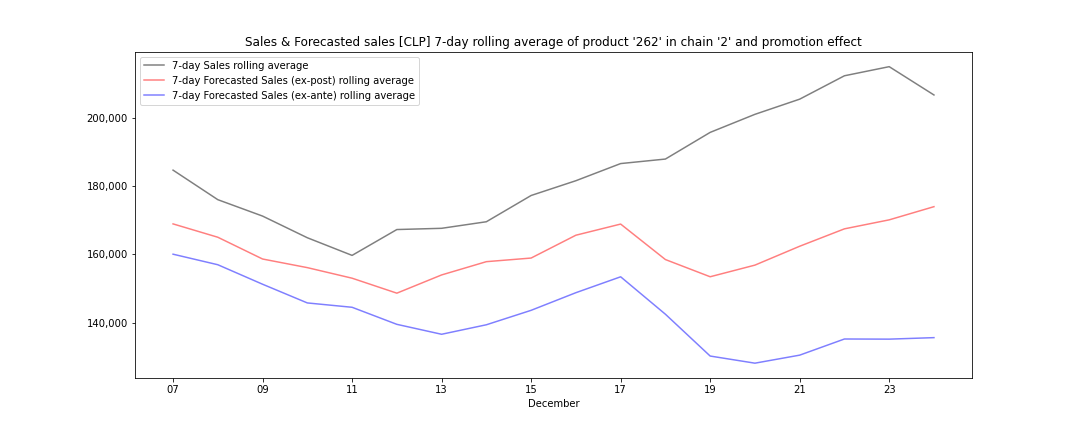 Sales & Forecasted sales [CLP] 7-day rolling average of product '262' in chain '2' and promotion effect
7-day Sales rolling average
7-day Forecasted Sales (ex-post) rolling average
7-day Forecasted Sales (ex-ante) rolling average
200,000
180,000
160,000
140,000
07 09 11 13 15 17 19 21 23
December